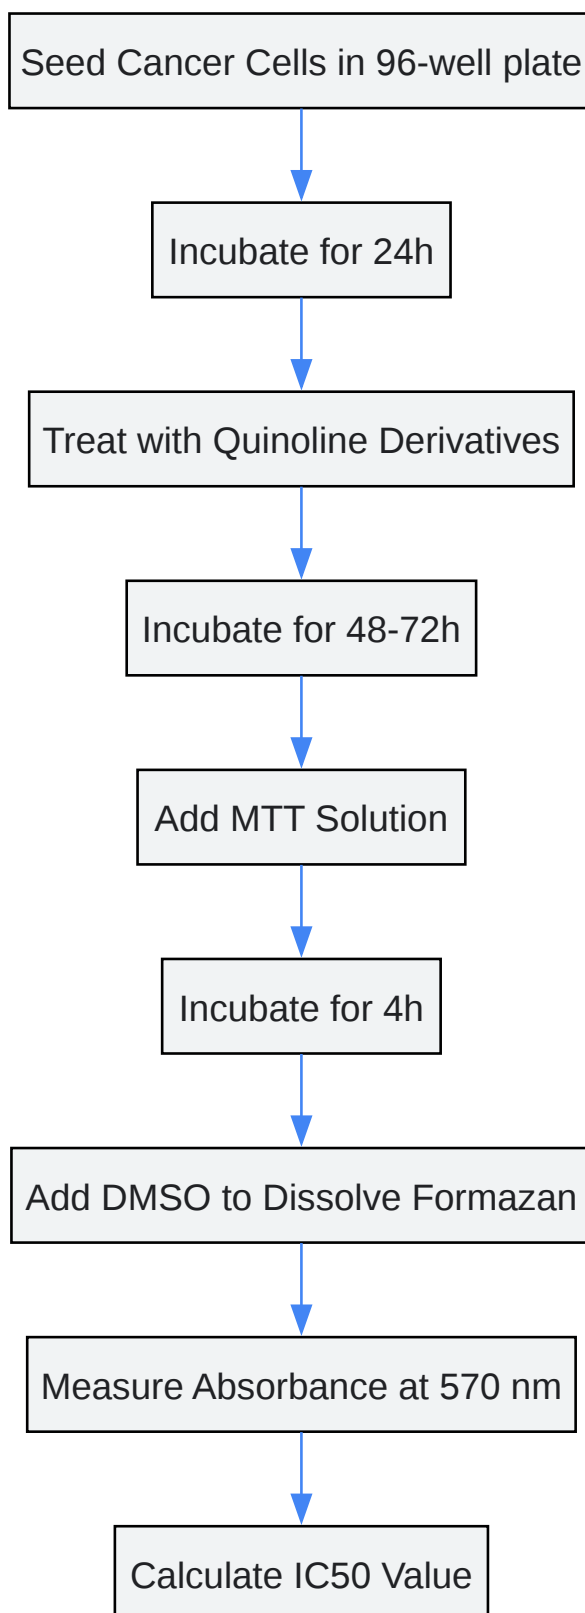 Seed Cancer Cells in 96-well plate
Incubate for 24h
Treat with Quinoline Derivatives
Incubate for 48-72h
Add MTT Solution
Incubate for 4h
Add DMSO to Dissolve Formazan
Measure Absorbance at 570 nm
Calculate IC50 Value